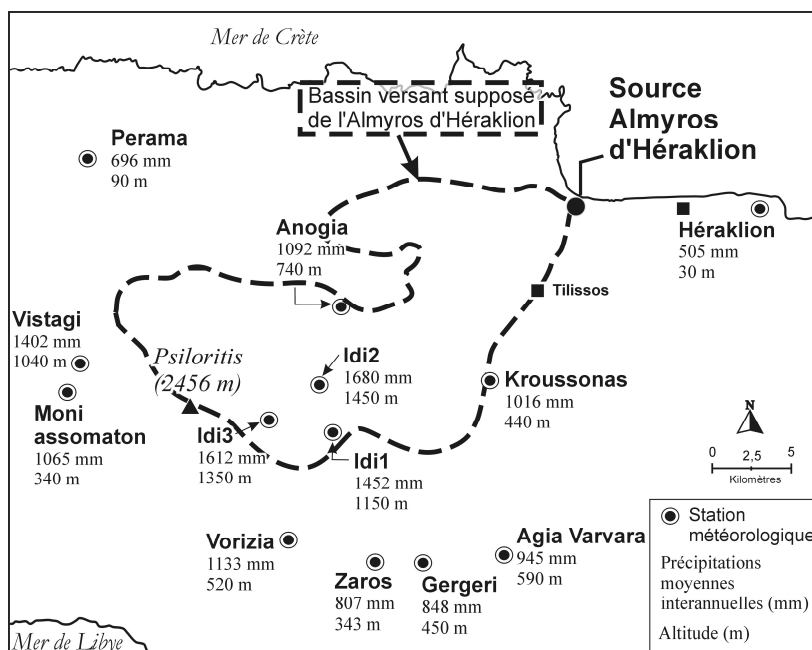 Mer de Crète
Bassin versant supposé
de l'Almyros d'Héraklion
Source
Almyros
d'Héraklion
Perama
696 mm
90 m
Anogia
1092 mm
740 m
Héraklion
505 mm
30 m
Tilissos
Vistagi
1402 mm
1040 m
Psiloritis
(2456 m)
Idi2
1680 mm
1450 m
Kroussonas
1016 mm
440 m
Moni
assomaton
1065 mm
340 m
Idi3
1612 mm
1350 m
Idi1
1452 mm
1150 m
N
0 2,5 5
Kilomètres
Vorizia
1133 mm
520 m
Zaros
807 mm
343 m
Gergeri
848 mm
450 m
Agia Varvara
945 mm
590 m
Station
météorologique
Précipitations
moyennes
interannuelles (mm)
Altitude (m)
Mer de Libye